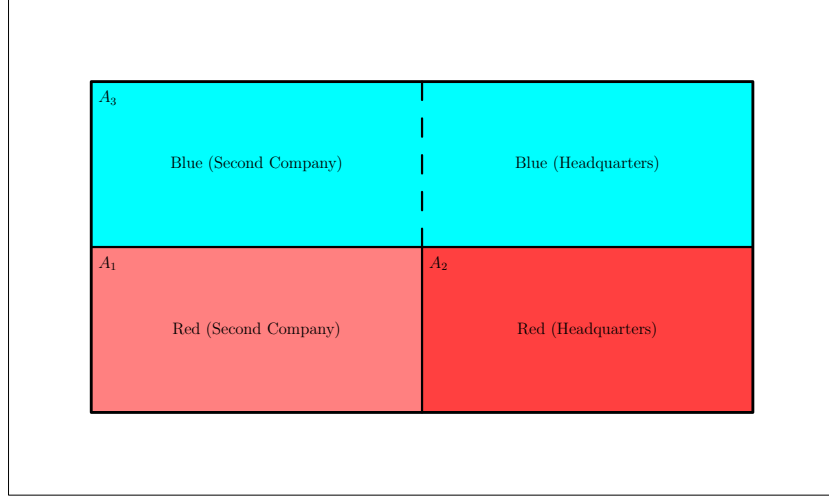 A₃
Blue (Second Company)
Blue (Headquarters)
A₁
A₂
Red (Second Company)
Red (Headquarters)